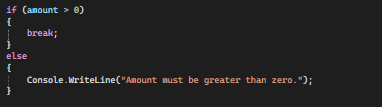 if (amount > 0)
{
    break;
}
else
{
    Console.WriteLine("Amount must be greater than zero.");
}